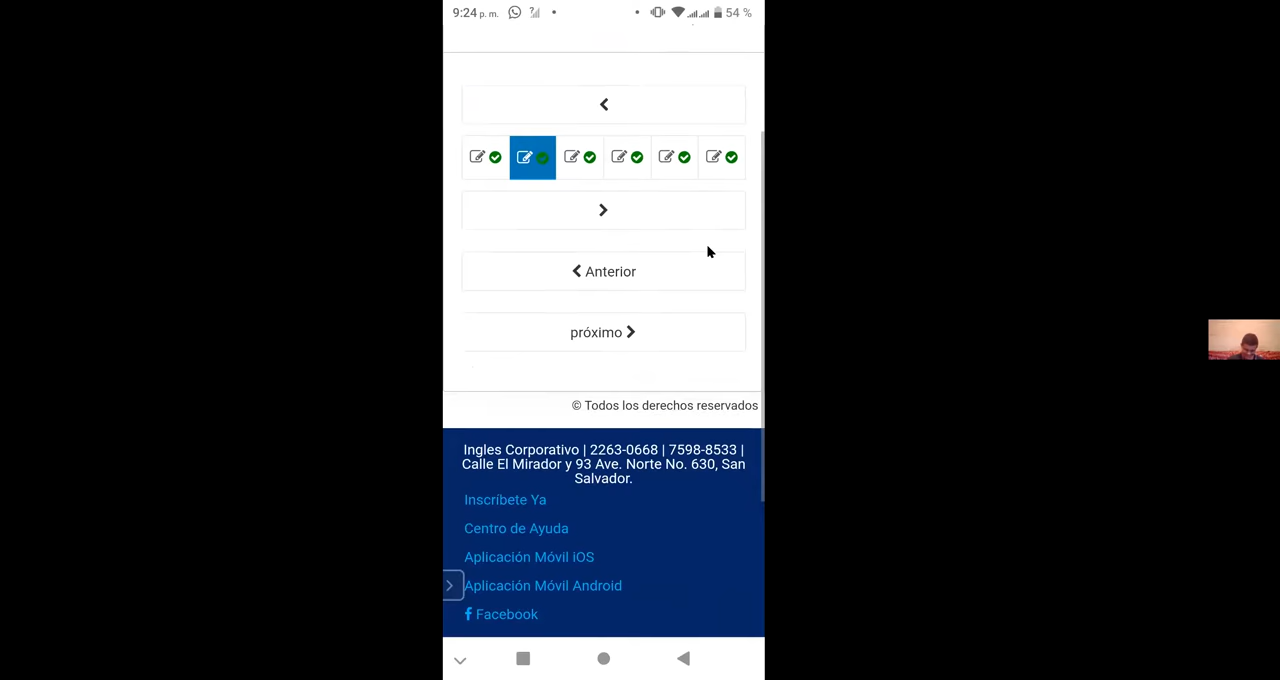 9:24 p. m.
54 %
Anterior
próximo
© Todos los derechos reservados
Ingles Corporativo | 2263-0668 | 7598-8533 |
Calle El Mirador y 93 Ave. Norte No. 630, San
Salvador.
Inscríbete Ya
Centro de Ayuda
Aplicación Móvil iOS
Aplicación Móvil Android
Facebook